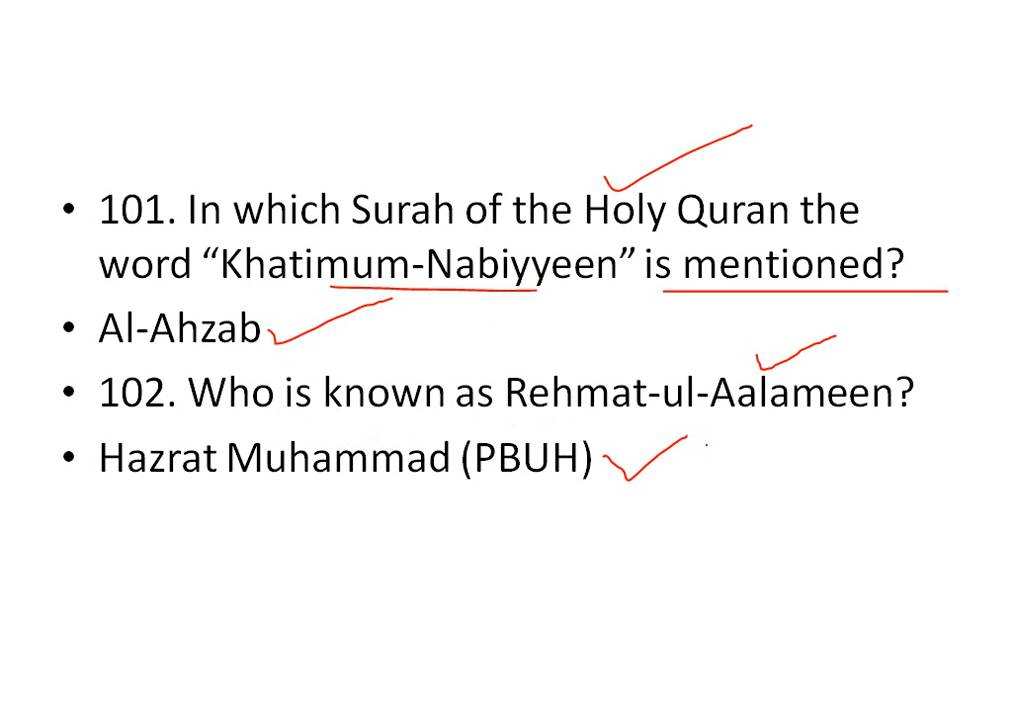 • 101. In which Surah of the Holy Quran the
word “Khatimum-Nabiyyeen” is mentioned?
• Al-Ahzab
• 102. Who is known as Rehmat-ul-Aalameen?
• Hazrat Muhammad (PBUH)